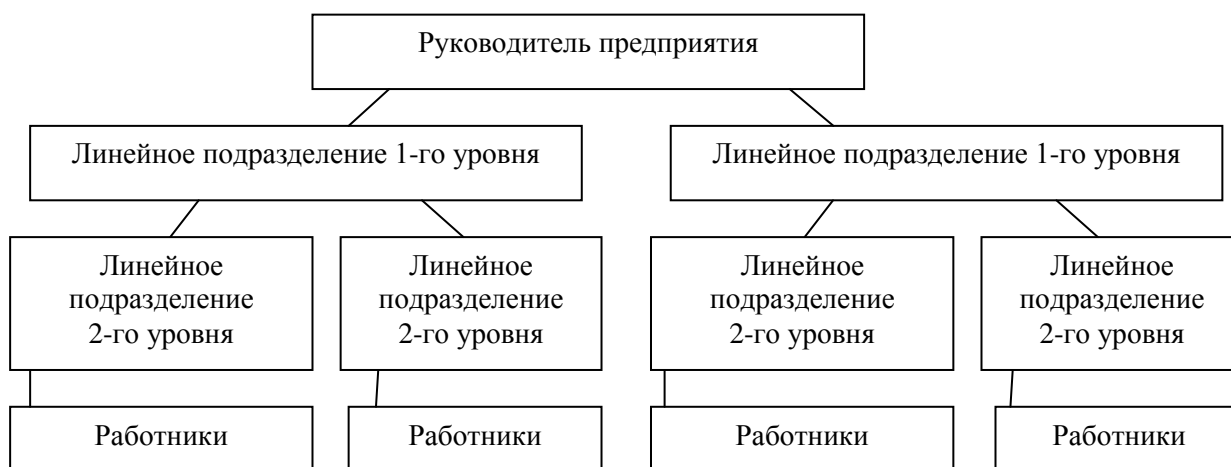 Руководитель предприятия
Линейное подразделение 1-го уровня
Линейное подразделение 1-го уровня
Линейное
подразделение
2-го уровня
Линейное
подразделение
2-го уровня
Линейное
подразделение
2-го уровня
Линейное
подразделение
2-го уровня
Работники
Работники
Работники
Работники